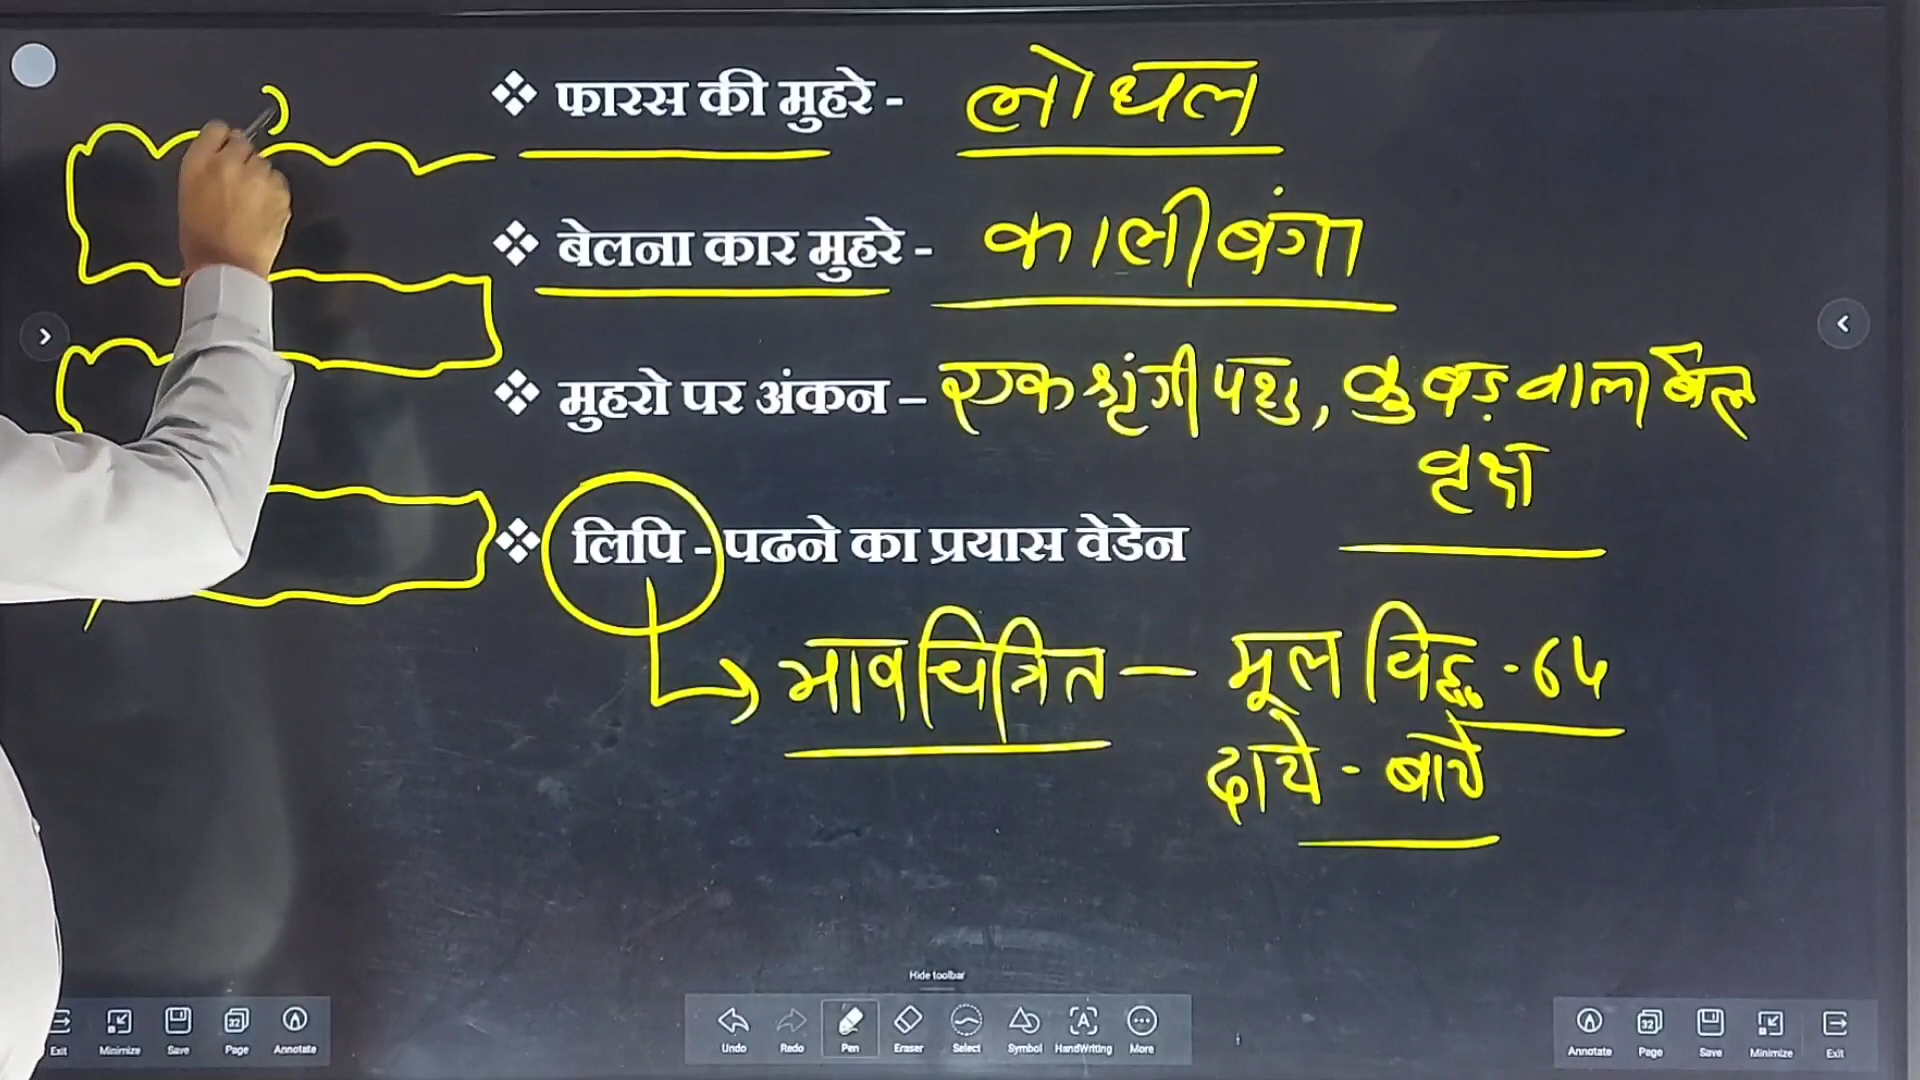 ❖ फारस की मुहरे - लोथल
❖ बेलना कार मुहरे - कालीबंगा
❖ मुहरो पर अंकन – एक श्रृंगी पशु, कुबड़ वाला बैल
वृक्ष
❖ लिपि - पढने का प्रयास वेडेन
भावचित्रित — मूल चिह्न - 64
दाये - बाये
Hide toolbar
Exit Minimize Save Page Annotate Undo Redo Pen Eraser Select Symbol HandWriting More Annotate Page Save Minimize Exit